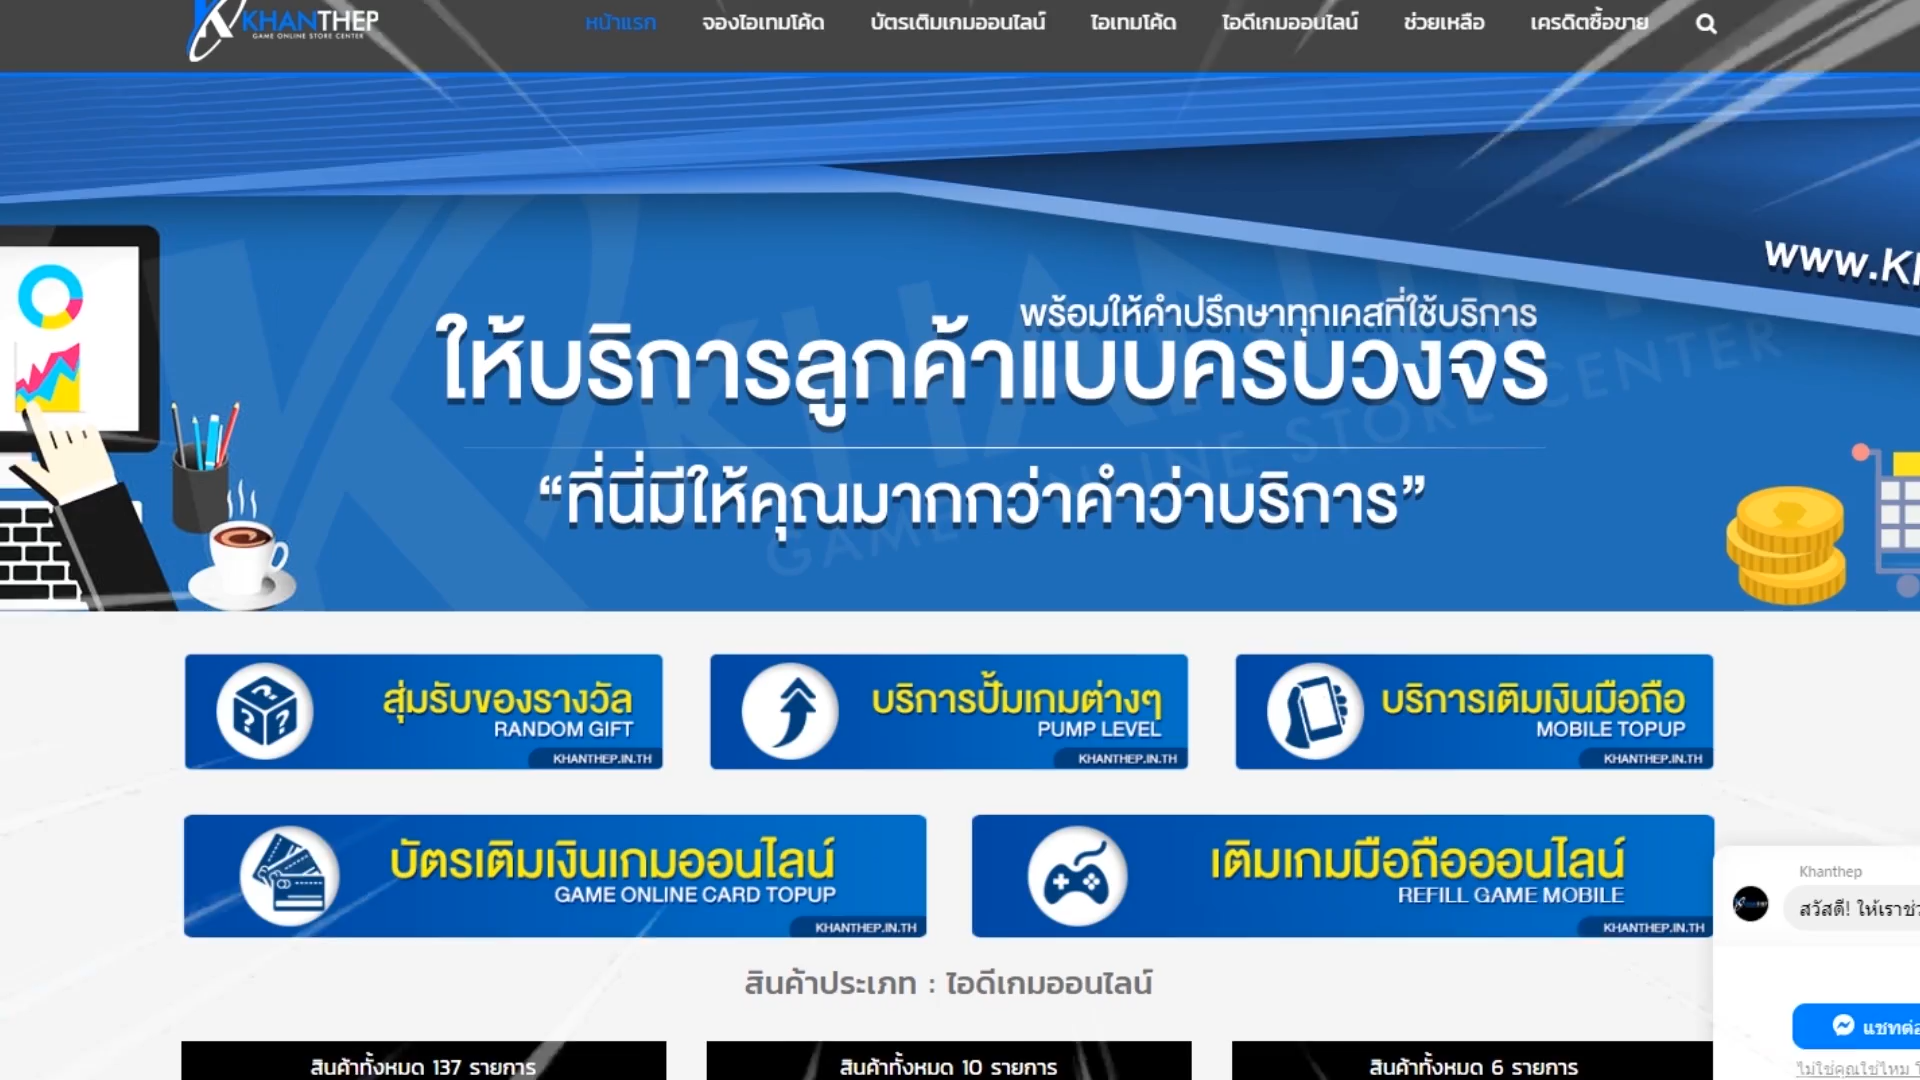 KHANTHEP
GAME ONLINE STORE CENTER
หน้าแรก
จองไอเทมโค้ด
บัตรเติมเกมออนไลน์
ไอเทมโค้ด
ไอดีเกมออนไลน์
ช่วยเหลือ
เครดิตซื้อขาย
พร้อมให้คำปรึกษาทุกเคสที่ใช้บริการ
ให้บริการลูกค้าแบบครบวงจร
“ที่นี่มีให้คุณมากกว่าคำว่าบริการ”
GAME ONLINE STORE CENTER
สุ่มรับของรางวัล
RANDOM GIFT
KHANTHEP.IN.TH
บริการปั้มเกมต่างๆ
PUMP LEVEL
KHANTHEP.IN.TH
บริการเติมเงินมือถือ
MOBILE TOPUP
KHANTHEP.IN.TH
บัตรเติมเงินเกมออนไลน์
GAME ONLINE CARD TOPUP
KHANTHEP.IN.TH
เติมเกมมือถือออนไลน์
REFILL GAME MOBILE
KHANTHEP.IN.TH
สินค้าประเภท : ไอดีเกมออนไลน์
สินค้าทั้งหมด 137 รายการ
สินค้าทั้งหมด 10 รายการ
สินค้าทั้งหมด 6 รายการ
Khanthep
สวัสดี! ให้เรา
ไม่ใช่คุณใช่ไหม